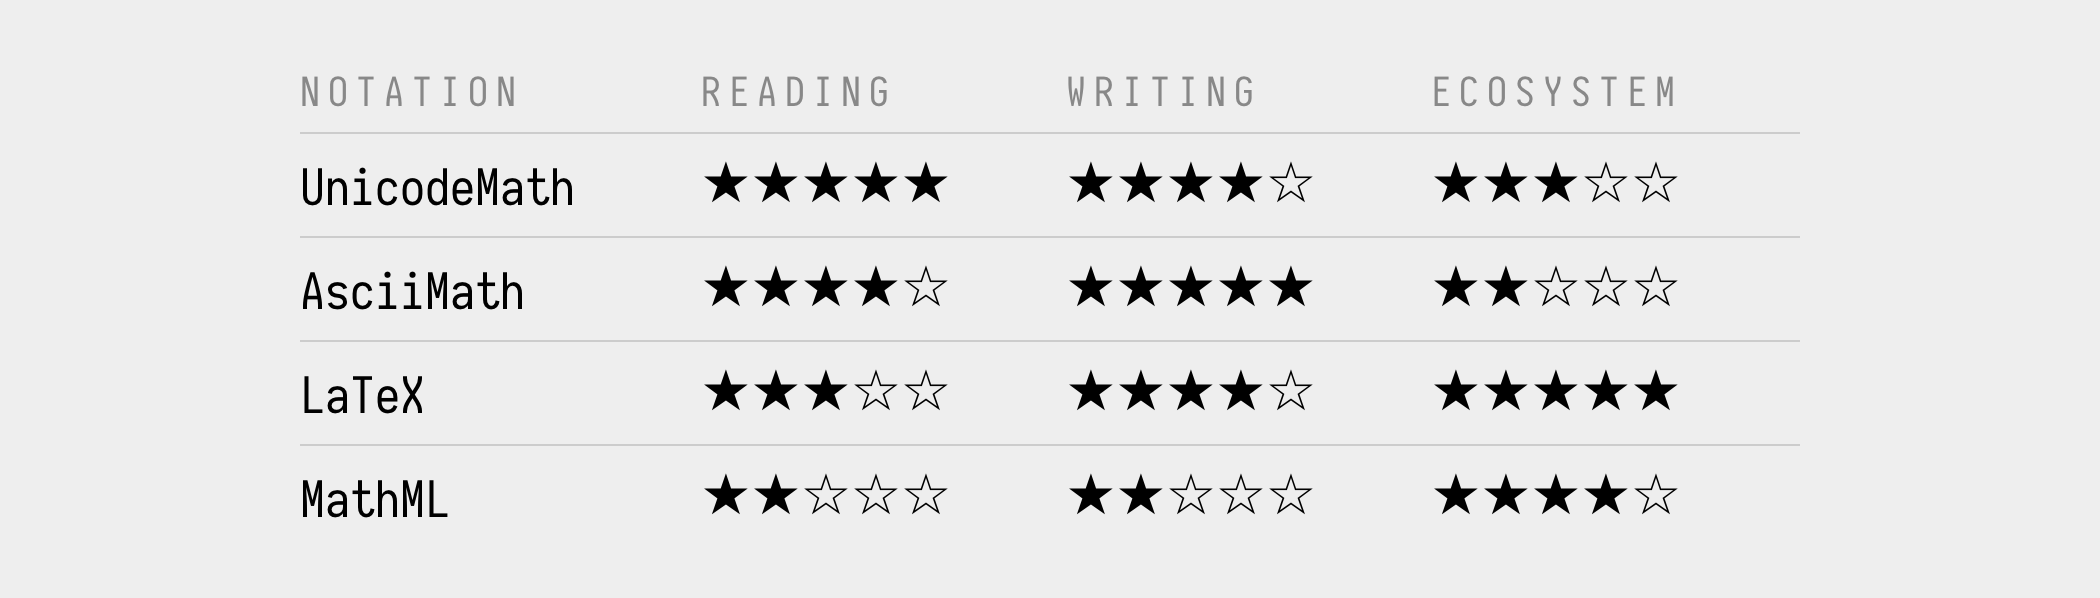 NOTATION READING WRITING ECOSYSTEM
UnicodeMath ★★★★★ ★★★★☆ ★★★☆☆
AsciiMath ★★★★☆ ★★★★★ ★★☆☆☆
LaTeX ★★★☆☆ ★★★★☆ ★★★★★
MathML ★★☆☆☆ ★★☆☆☆ ★★★★☆